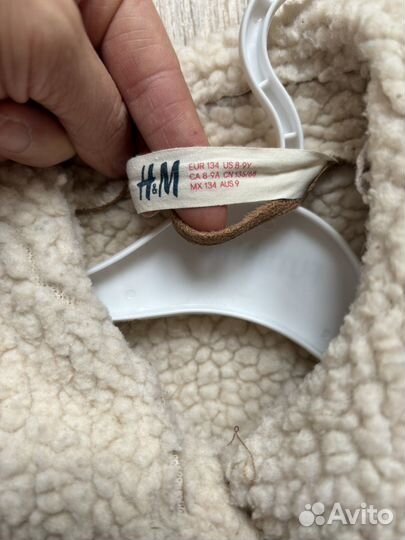 H&M
EUR 134 US 8-9Y
CA 8-9A CN 135/68
MX 134 AUS 9
Avito